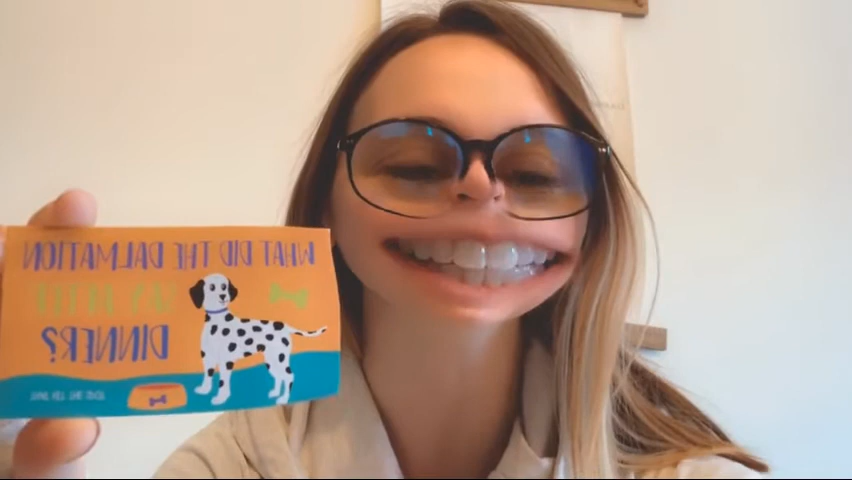 WHAT DID THE DALMATION
SAY AFTER
DINNER?